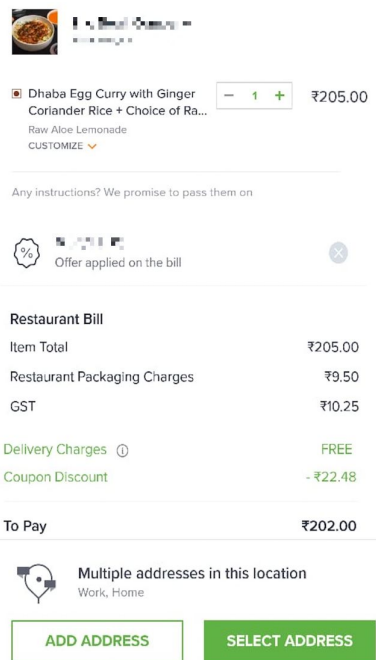 Dhaba Egg Curry with Ginger
Coriander Rice + Choice of Ra...
− 1 + ₹205.00
Raw Aloe Lemonade
CUSTOMIZE
Any instructions? We promise to pass them on
%
Offer applied on the bill
Restaurant Bill
Item Total ₹205.00
Restaurant Packaging Charges ₹9.50
GST ₹10.25
Delivery Charges FREE
Coupon Discount - ₹22.48
To Pay ₹202.00
Multiple addresses in this location
Work, Home
ADD ADDRESS SELECT ADDRESS